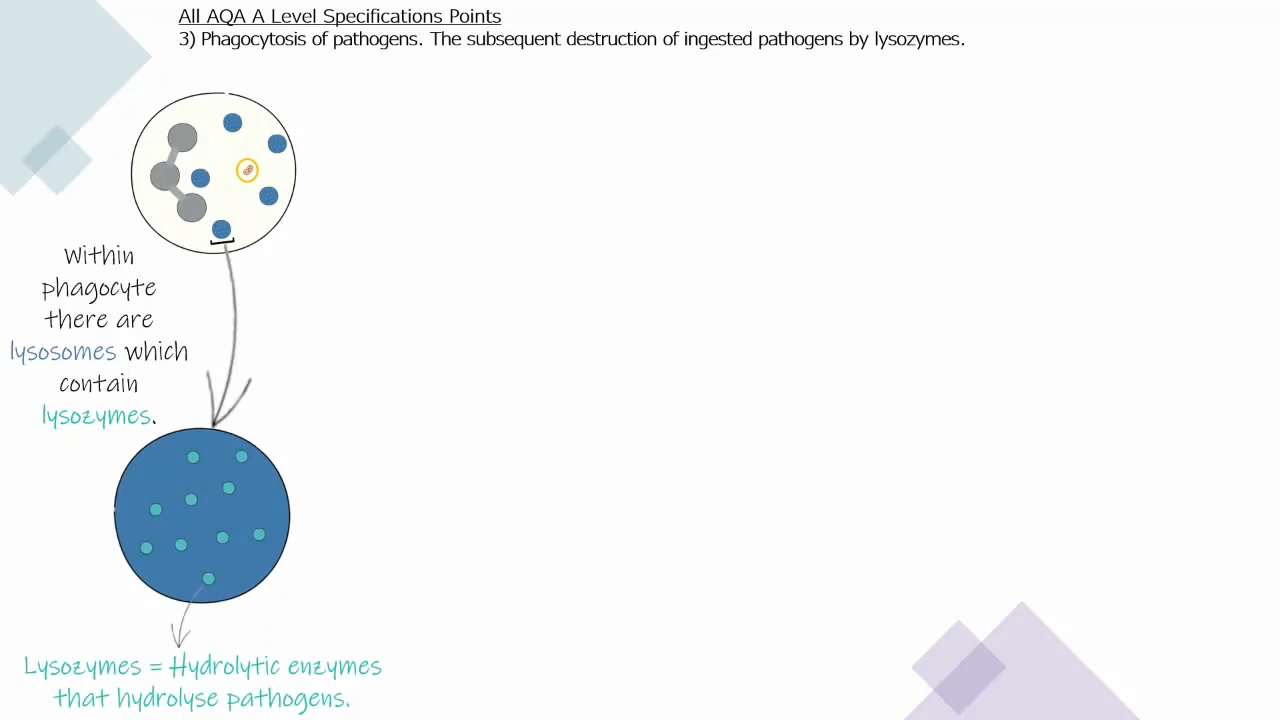 All AQA A Level Specifications Points
3) Phagocytosis of pathogens. The subsequent destruction of ingested pathogens by lysozymes.
Within
phagocyte
there are
lysosomes which
contain
lysozymes.
Lysozymes = Hydrolytic enzymes
that hydrolyse pathogens.